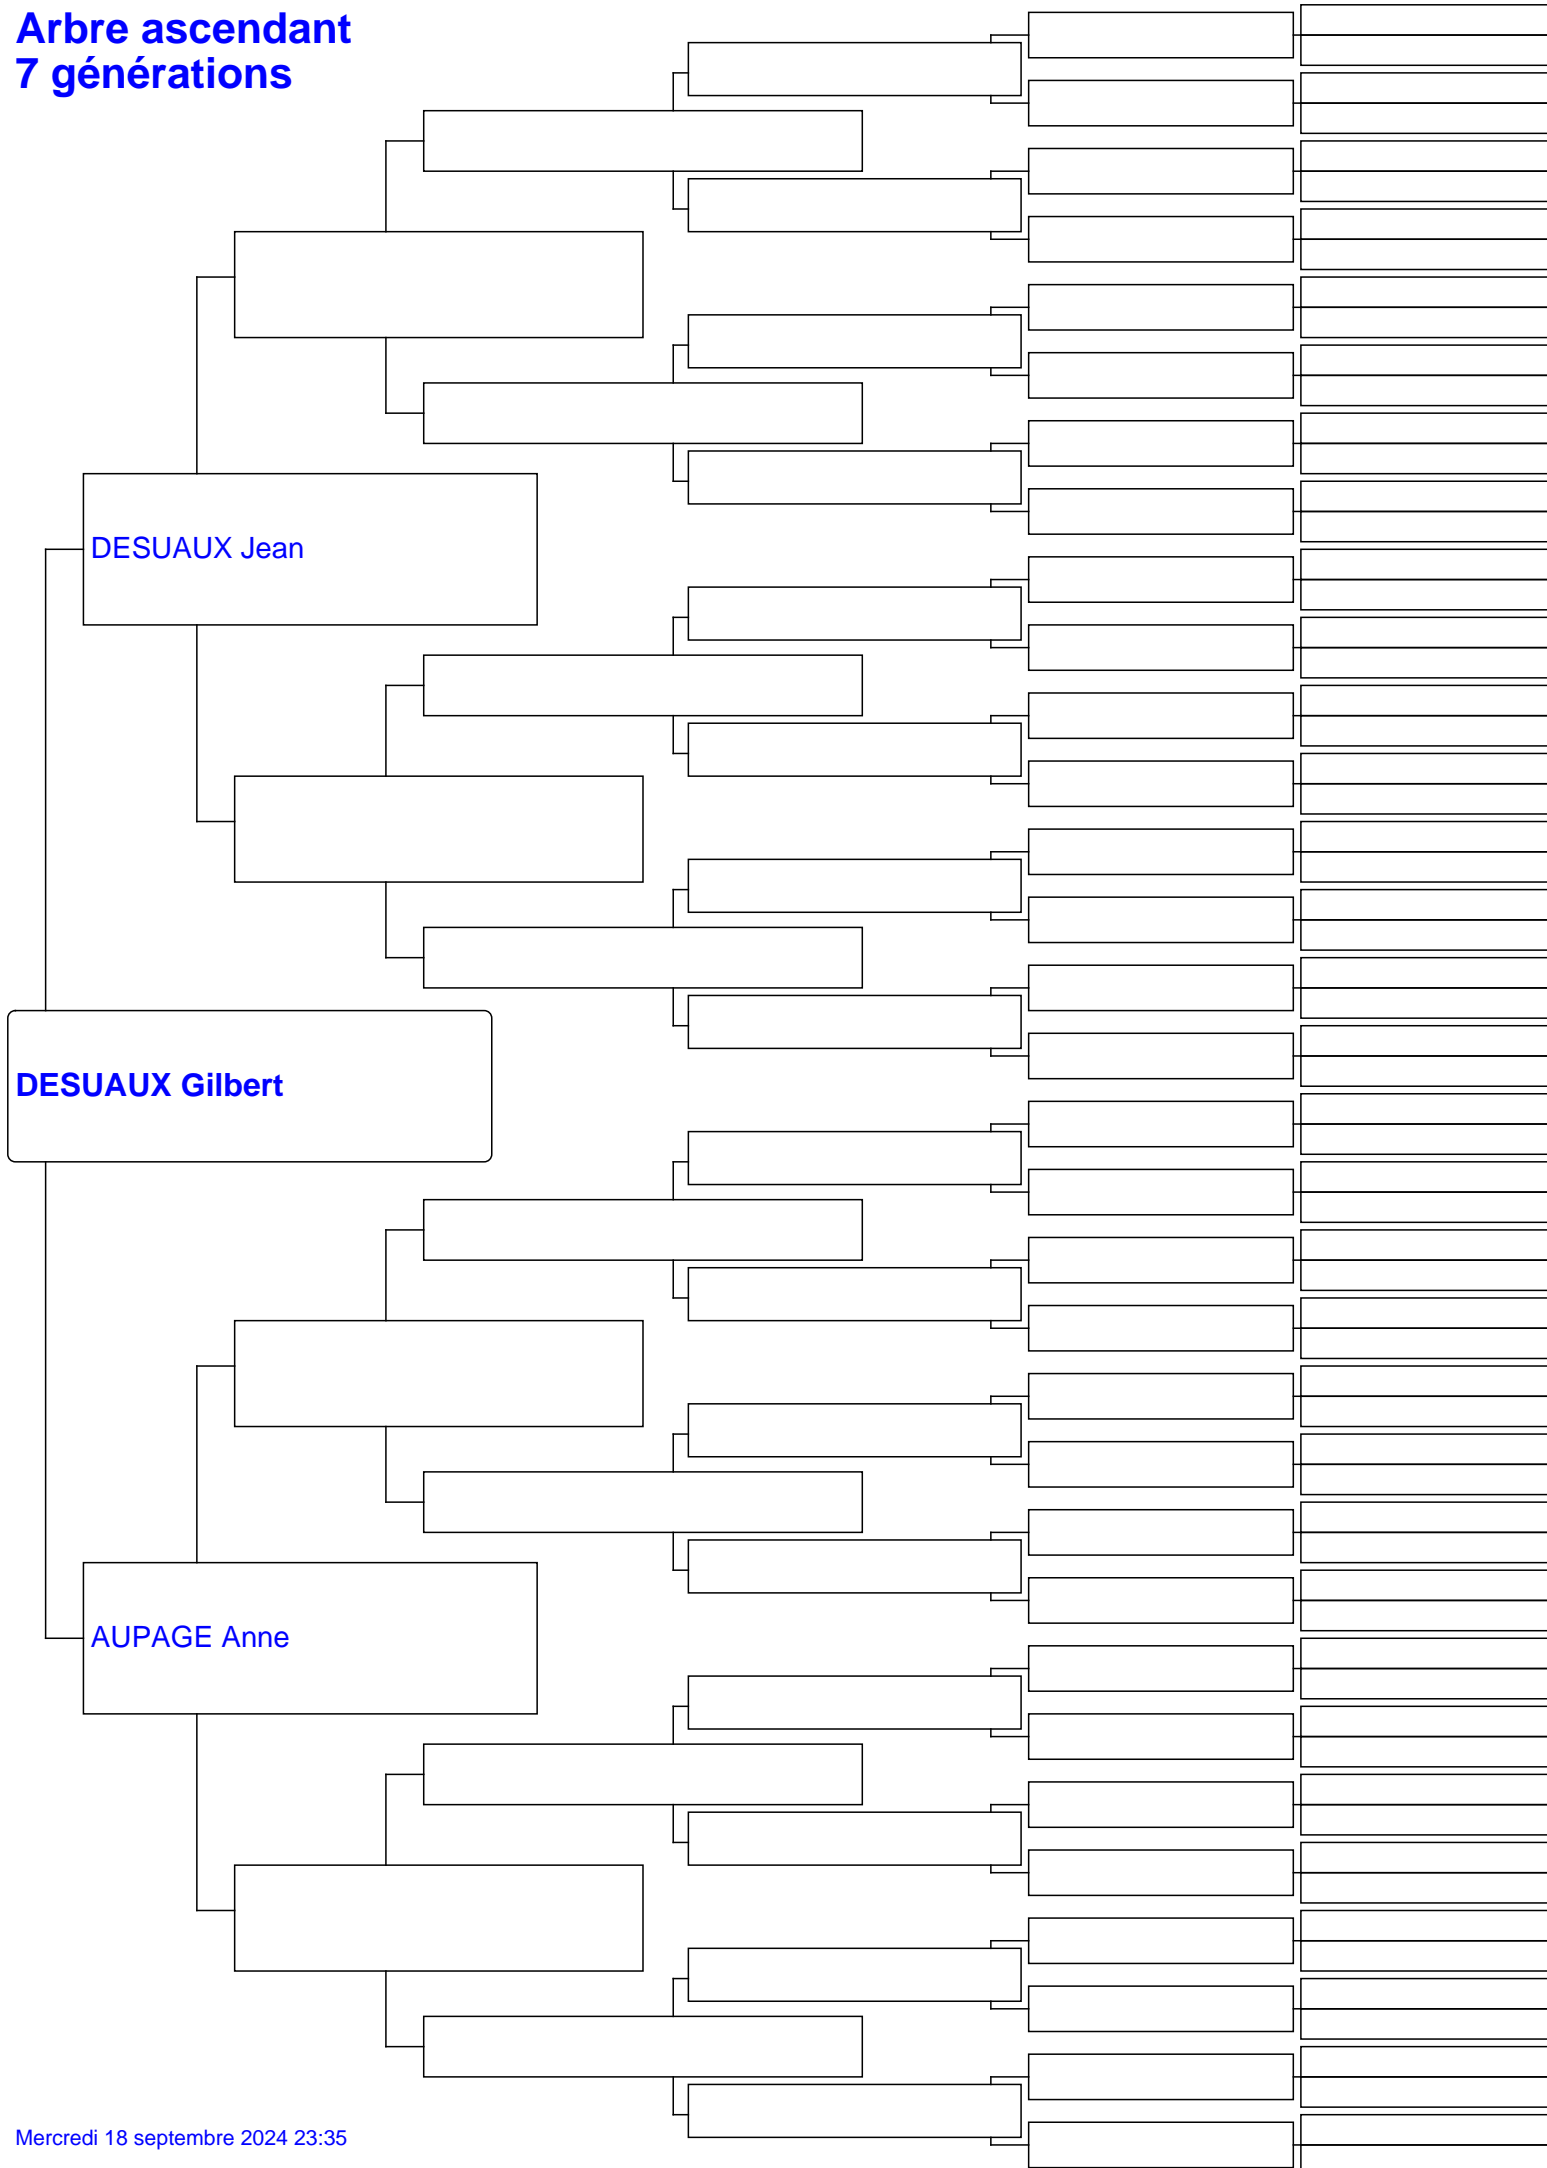 Arbre ascendant
7 générations
DESUAUX Jean
DESUAUX Gilbert
AUPAGE Anne
Mercredi 18 septembre 2024 23:35